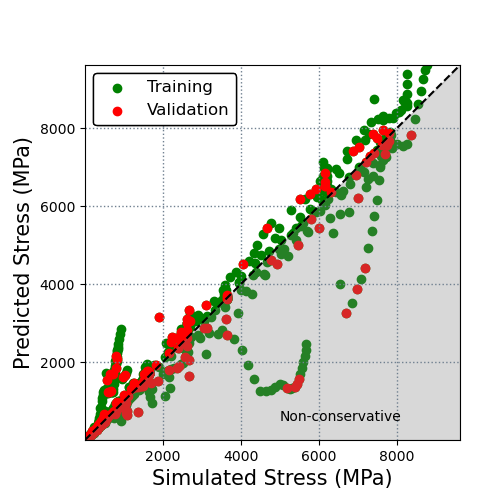 Training
Validation
Predicted Stress (MPa)
8000
6000
4000
2000
Non-conservative
2000 4000 6000 8000
Simulated Stress (MPa)